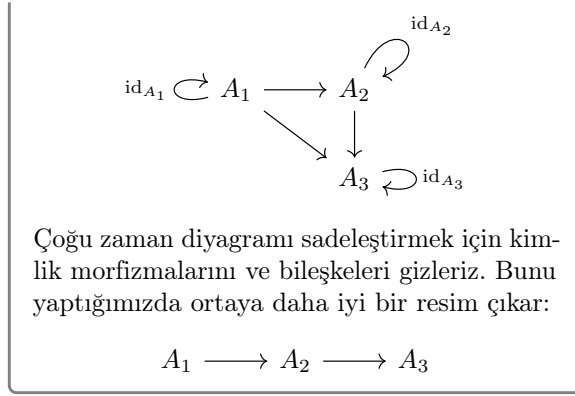 id_{A_2}
id_{A_1} A_1 A_2
A_3 id_{A_3}
Çoğu zaman diyagramı sadeleştirmek için kim-
lik morfizmalarını ve bileşkeleri gizleriz. Bunu
yaptığımızda ortaya daha iyi bir resim çıkar:
A_1 ⟶ A_2 ⟶ A_3